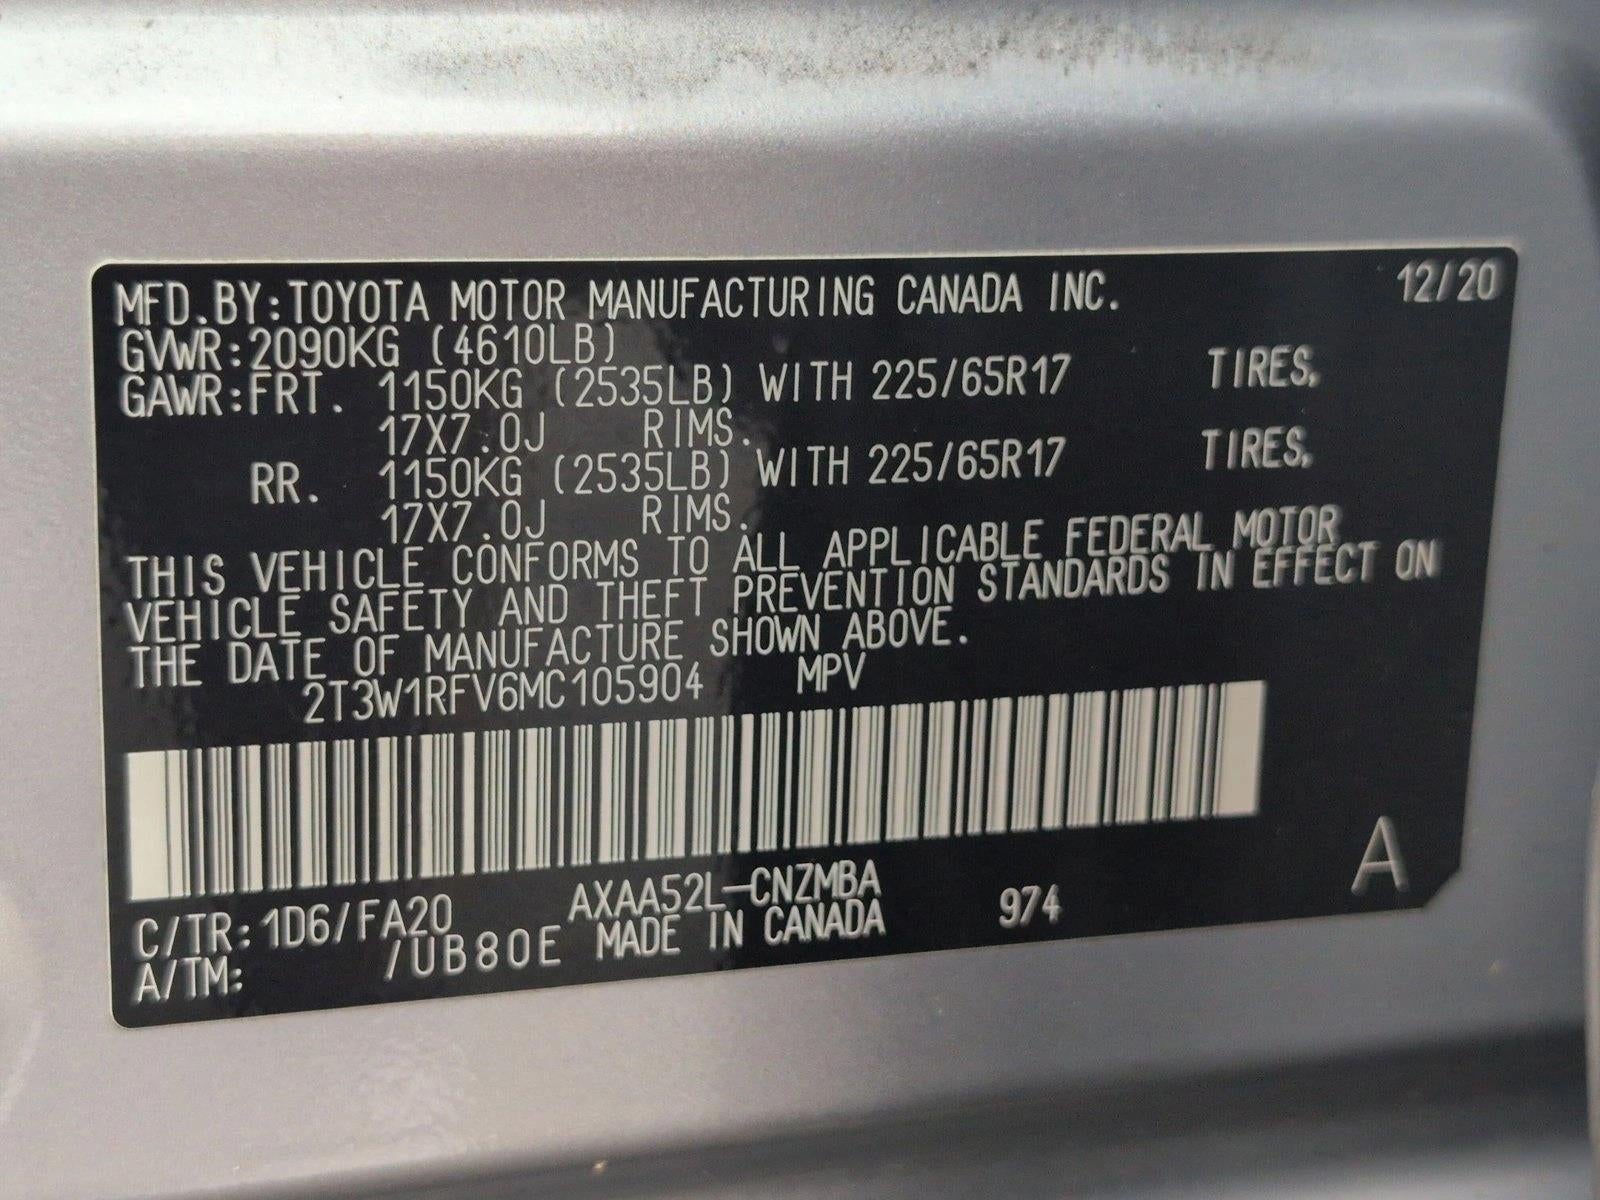 MFD.BY:TOYOTA MOTOR MANUFACTURING CANADA INC. 12/20
GVWR:2090KG (4610LB)
GAWR:FRT. 1150KG (2535LB) WITH 225/65R17 TIRES,
17X7.0J RIMS.
RR. 1150KG (2535LB) WITH 225/65R17 TIRES,
17X7.0J RIMS.
THIS VEHICLE CONFORMS TO ALL APPLICABLE FEDERAL MOTOR
VEHICLE SAFETY AND THEFT PREVENTION STANDARDS IN EFFECT ON
THE DATE OF MANUFACTURE SHOWN ABOVE.
2T3W1RFV6MC105904 MPV
C/TR:1D6/FA20 AXAA52L-CNZMBA 974 A
A/TM: /UB80E MADE IN CANADA